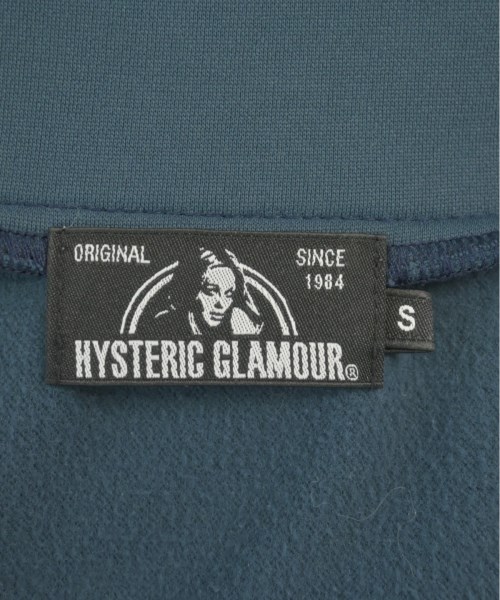 ORIGINAL
SINCE
1984
HYSTERIC GLAMOUR®
S